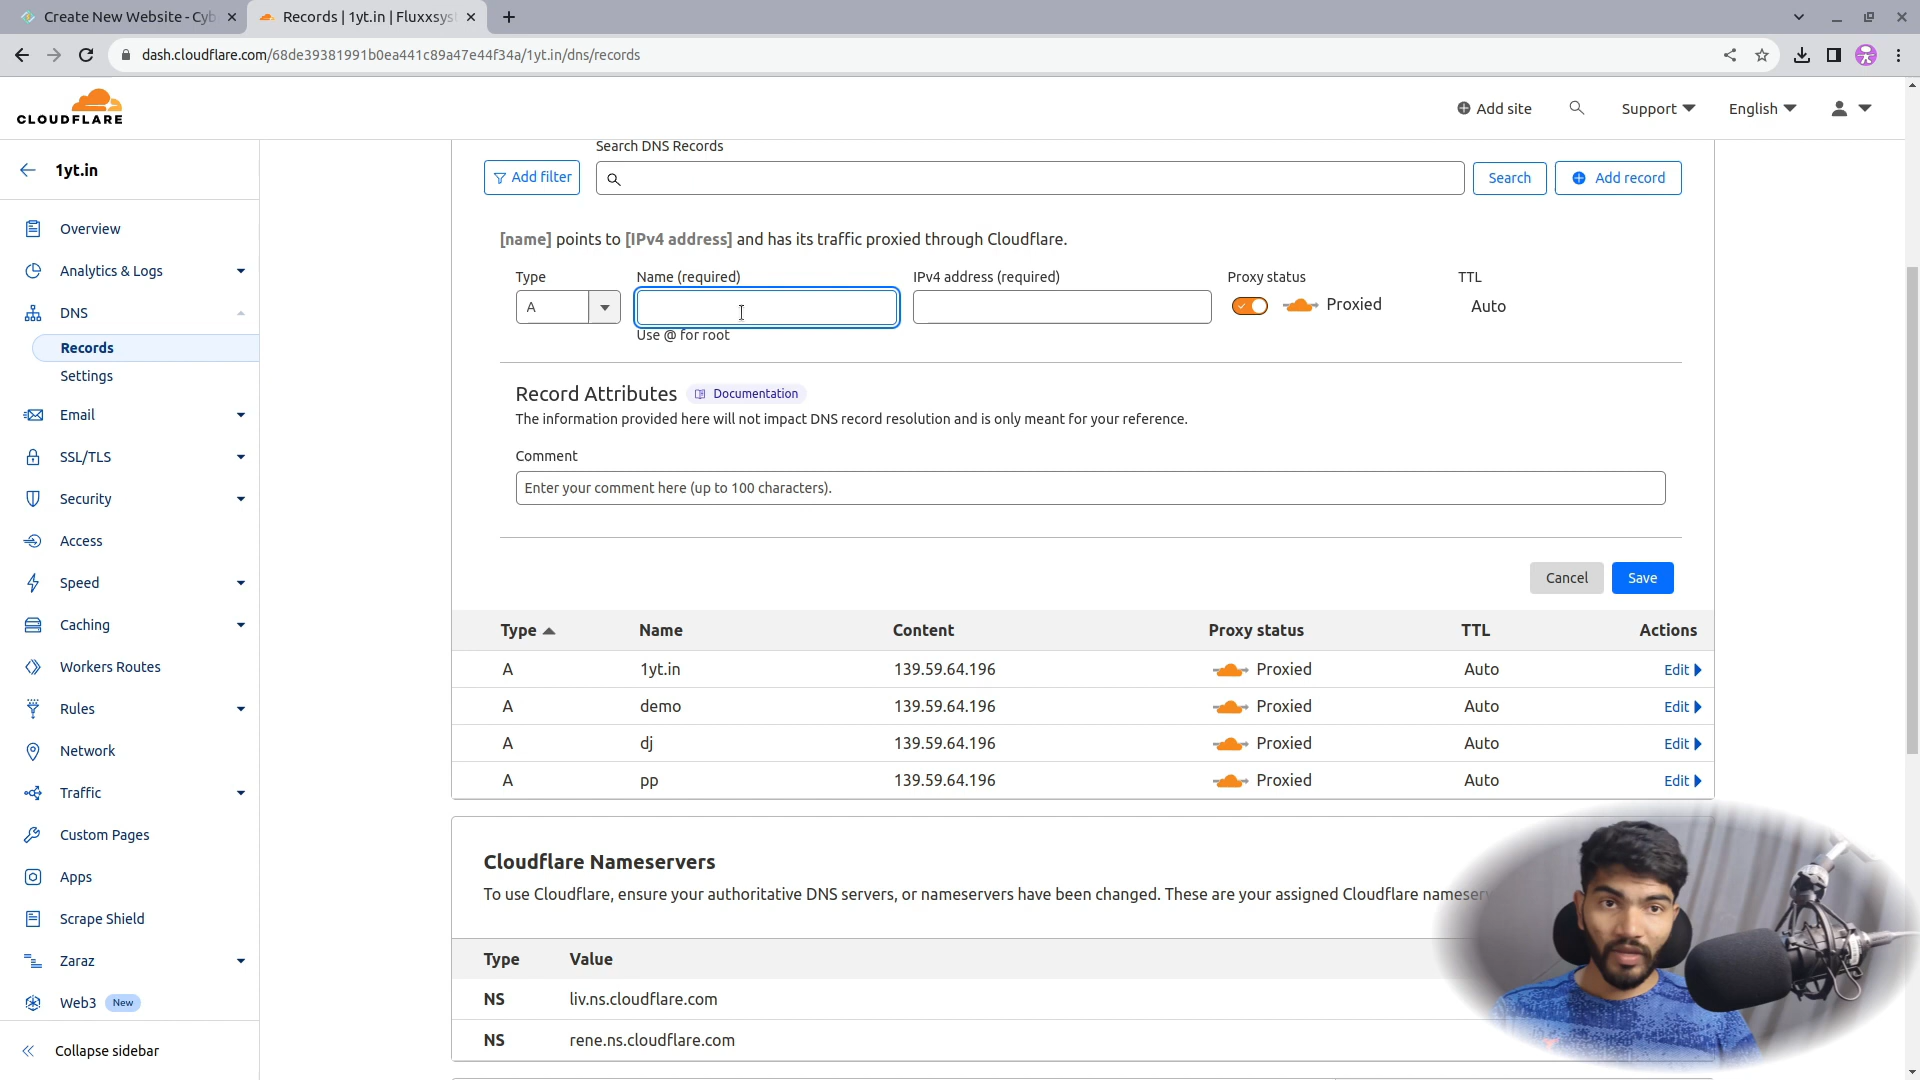 Create New Website - Cyb
Records | 1yt.in | Fluxxsys
dash.cloudflare.com/68de39381991b0ea441c89a47e44f34a/1yt.in/dns/records
CLOUDFLARE
Add site
Support
English
1yt.in
Overview
Analytics & Logs
DNS
Records
Settings
Email
SSL/TLS
Security
Access
Speed
Caching
Workers Routes
Rules
Network
Traffic
Custom Pages
Apps
Scrape Shield
Zaraz
Web3 New
Collapse sidebar
Search DNS Records
Add filter
Search
Add record
[name] points to [IPv4 address] and has its traffic proxied through Cloudflare.
Type Name (required) IPv4 address (required) Proxy status TTL
A Proxied Auto
Use @ for root
Record Attributes Documentation
The information provided here will not impact DNS record resolution and is only meant for your reference.
Comment
Enter your comment here (up to 100 characters).
Cancel Save
Type Name Content Proxy status TTL Actions
A 1yt.in 139.59.64.196 Proxied Auto Edit
A demo 139.59.64.196 Proxied Auto Edit
A dj 139.59.64.196 Proxied Auto Edit
A pp 139.59.64.196 Proxied Auto Edit
Cloudflare Nameservers
To use Cloudflare, ensure your authoritative DNS servers, or nameservers have been changed. These are your assigned Cloudflare nameserv
Type Value
NS liv.ns.cloudflare.com
NS rene.ns.cloudflare.com